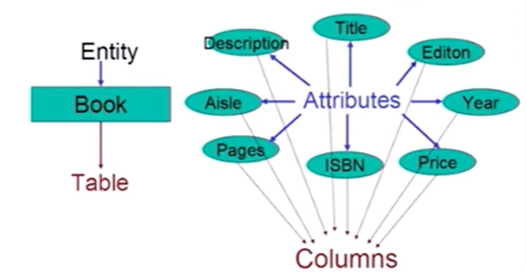 Entity
Book
Table
Title
Description
Editon
Aisle
Attributes
Year
Pages
ISBN
Price
Columns